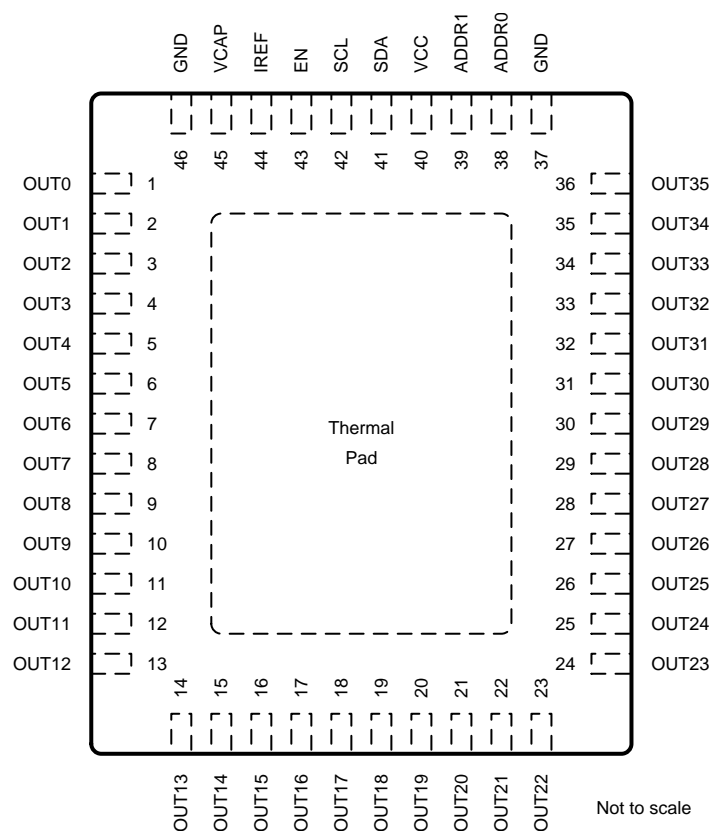 GND VCAP IREF EN SCL SDA VCC ADDR1 ADDR0 GND
46 45 44 43 42 41 40 39 38 37
OUT0 1 36 OUT35
OUT1 2 35 OUT34
OUT2 3 34 OUT33
OUT3 4 33 OUT32
OUT4 5 32 OUT31
OUT5 6 31 OUT30
OUT6 7 30 OUT29
Thermal
Pad
OUT7 8 29 OUT28
OUT8 9 28 OUT27
OUT9 10 27 OUT26
OUT10 11 26 OUT25
OUT11 12 25 OUT24
OUT12 13 24 OUT23
14 15 16 17 18 19 20 21 22 23
OUT13 OUT14 OUT15 OUT16 OUT17 OUT18 OUT19 OUT20 OUT21 OUT22
Not to scale